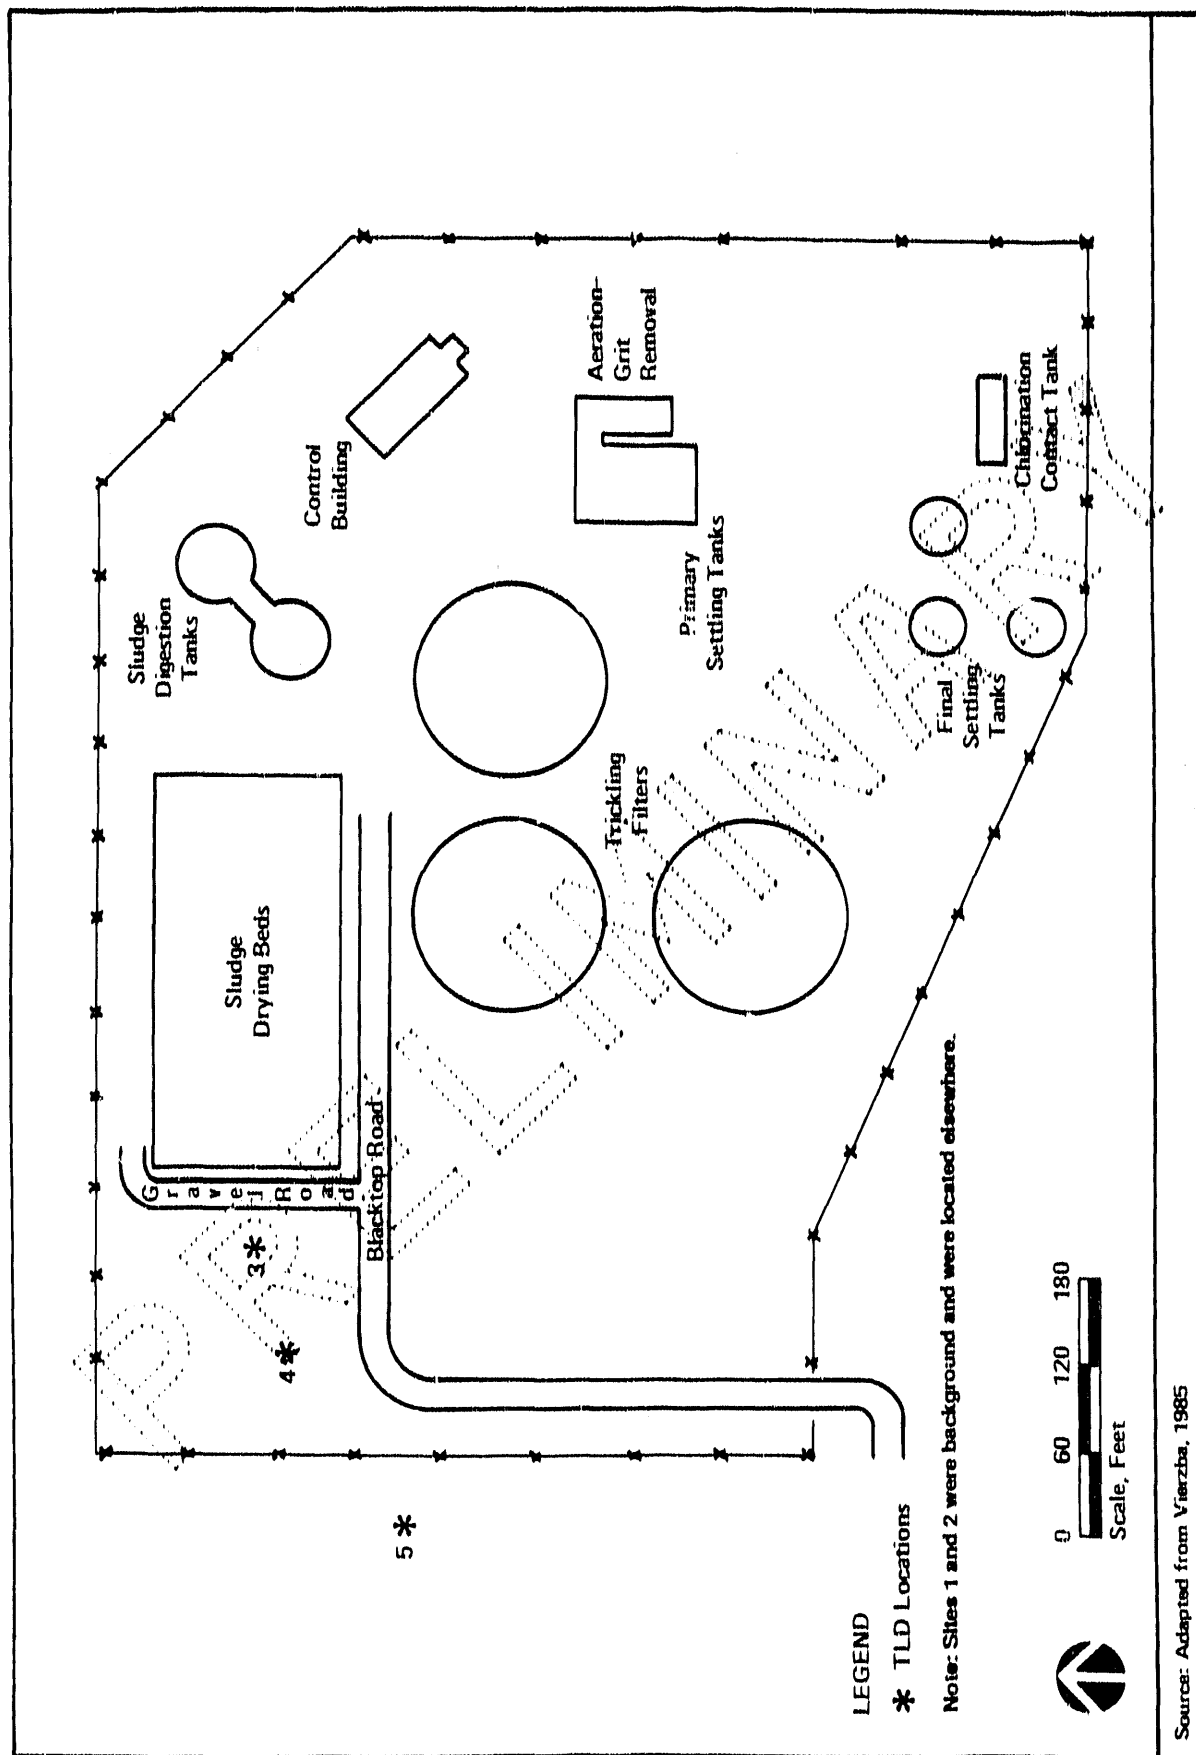 Sludge
Digestion
Tanks
Control
Building
Aeration-
Grit
Removal
Sludge
Drying Beds
Gravel Road
Blacktop Road
Trickling
Filters
Primary
Settling Tanks
Final
Settling
Tanks
Chlorination
Contact Tank
3*
4*
5*
PRELIMINARY
LEGEND
* TLD Locations
Note: Sites 1 and 2 were background and were located elsewhere.
0 60 120 180
Scale, Feet
Source: Adapted from Vierzba, 1985